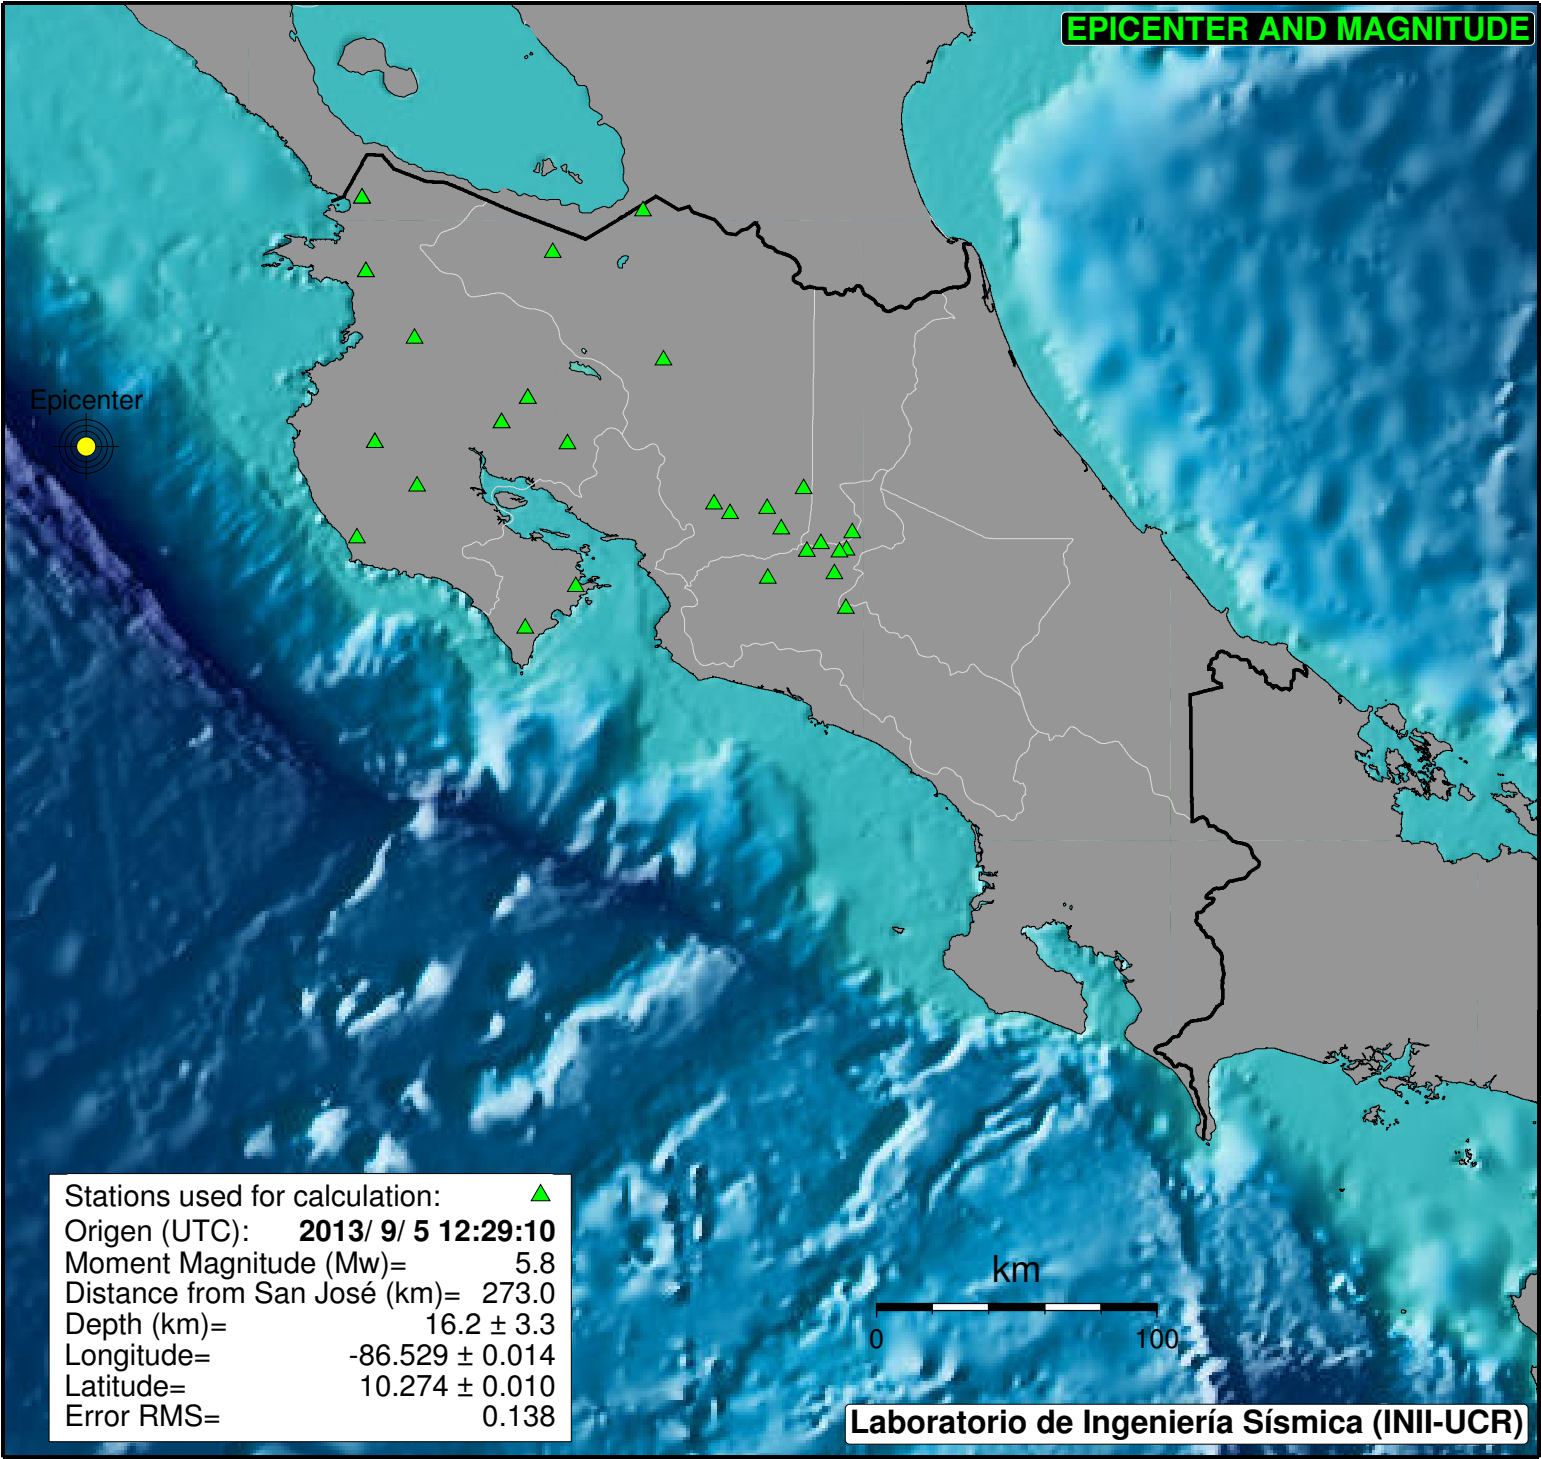 EPICENTER AND MAGNITUDE
Epicenter
Stations used for calculation:
Origen (UTC): 2013/ 9/ 5 12:29:10
Moment Magnitude (Mw)= 5.8
Distance from San José (km)= 273.0
Depth (km)= 16.2 ± 3.3
Longitude= -86.529 ± 0.014
Latitude= 10.274 ± 0.010
Error RMS= 0.138
km
0 100
Laboratorio de Ingeniería Sísmica (INII-UCR)